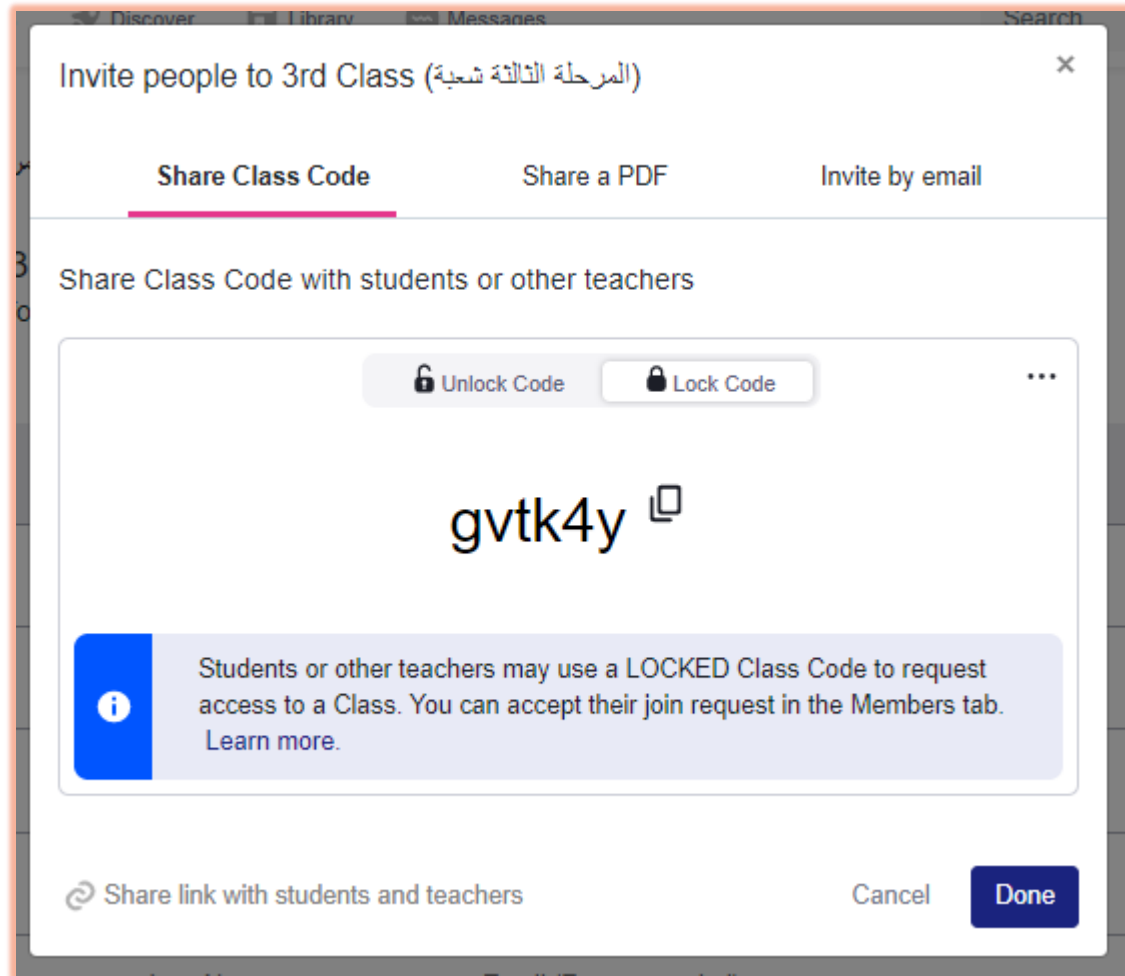 Discover Library Messages Search
Invite people to 3rd Class (المرحلة الثالثة شعبة)
×
Share Class Code Share a PDF Invite by email
Share Class Code with students or other teachers
Unlock Code Lock Code
gvtk4y
Students or other teachers may use a LOCKED Class Code to request
access to a Class. You can accept their join request in the Members tab.
Learn more.
Share link with students and teachers Cancel Done